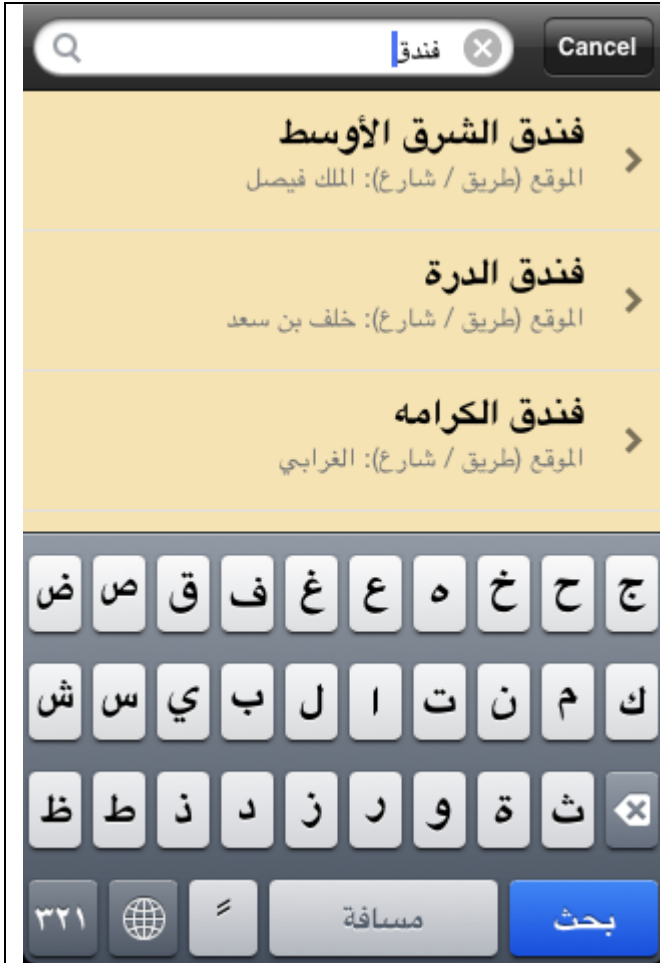 فندق Cancel
فندق الشرق الأوسط
الموقع (طريق / شارع): الملك فيصل
فندق الدرة
الموقع (طريق / شارع): خلف بن سعد
فندق الكرامه
الموقع (طريق / شارع): الغرابي
ض ص ق ف غ ع ه خ ح ج
ش س ي ب ل ا ت ن م ك
ظ ط ذ د ز ر و ة ث
٣٢١ مسافة بحث